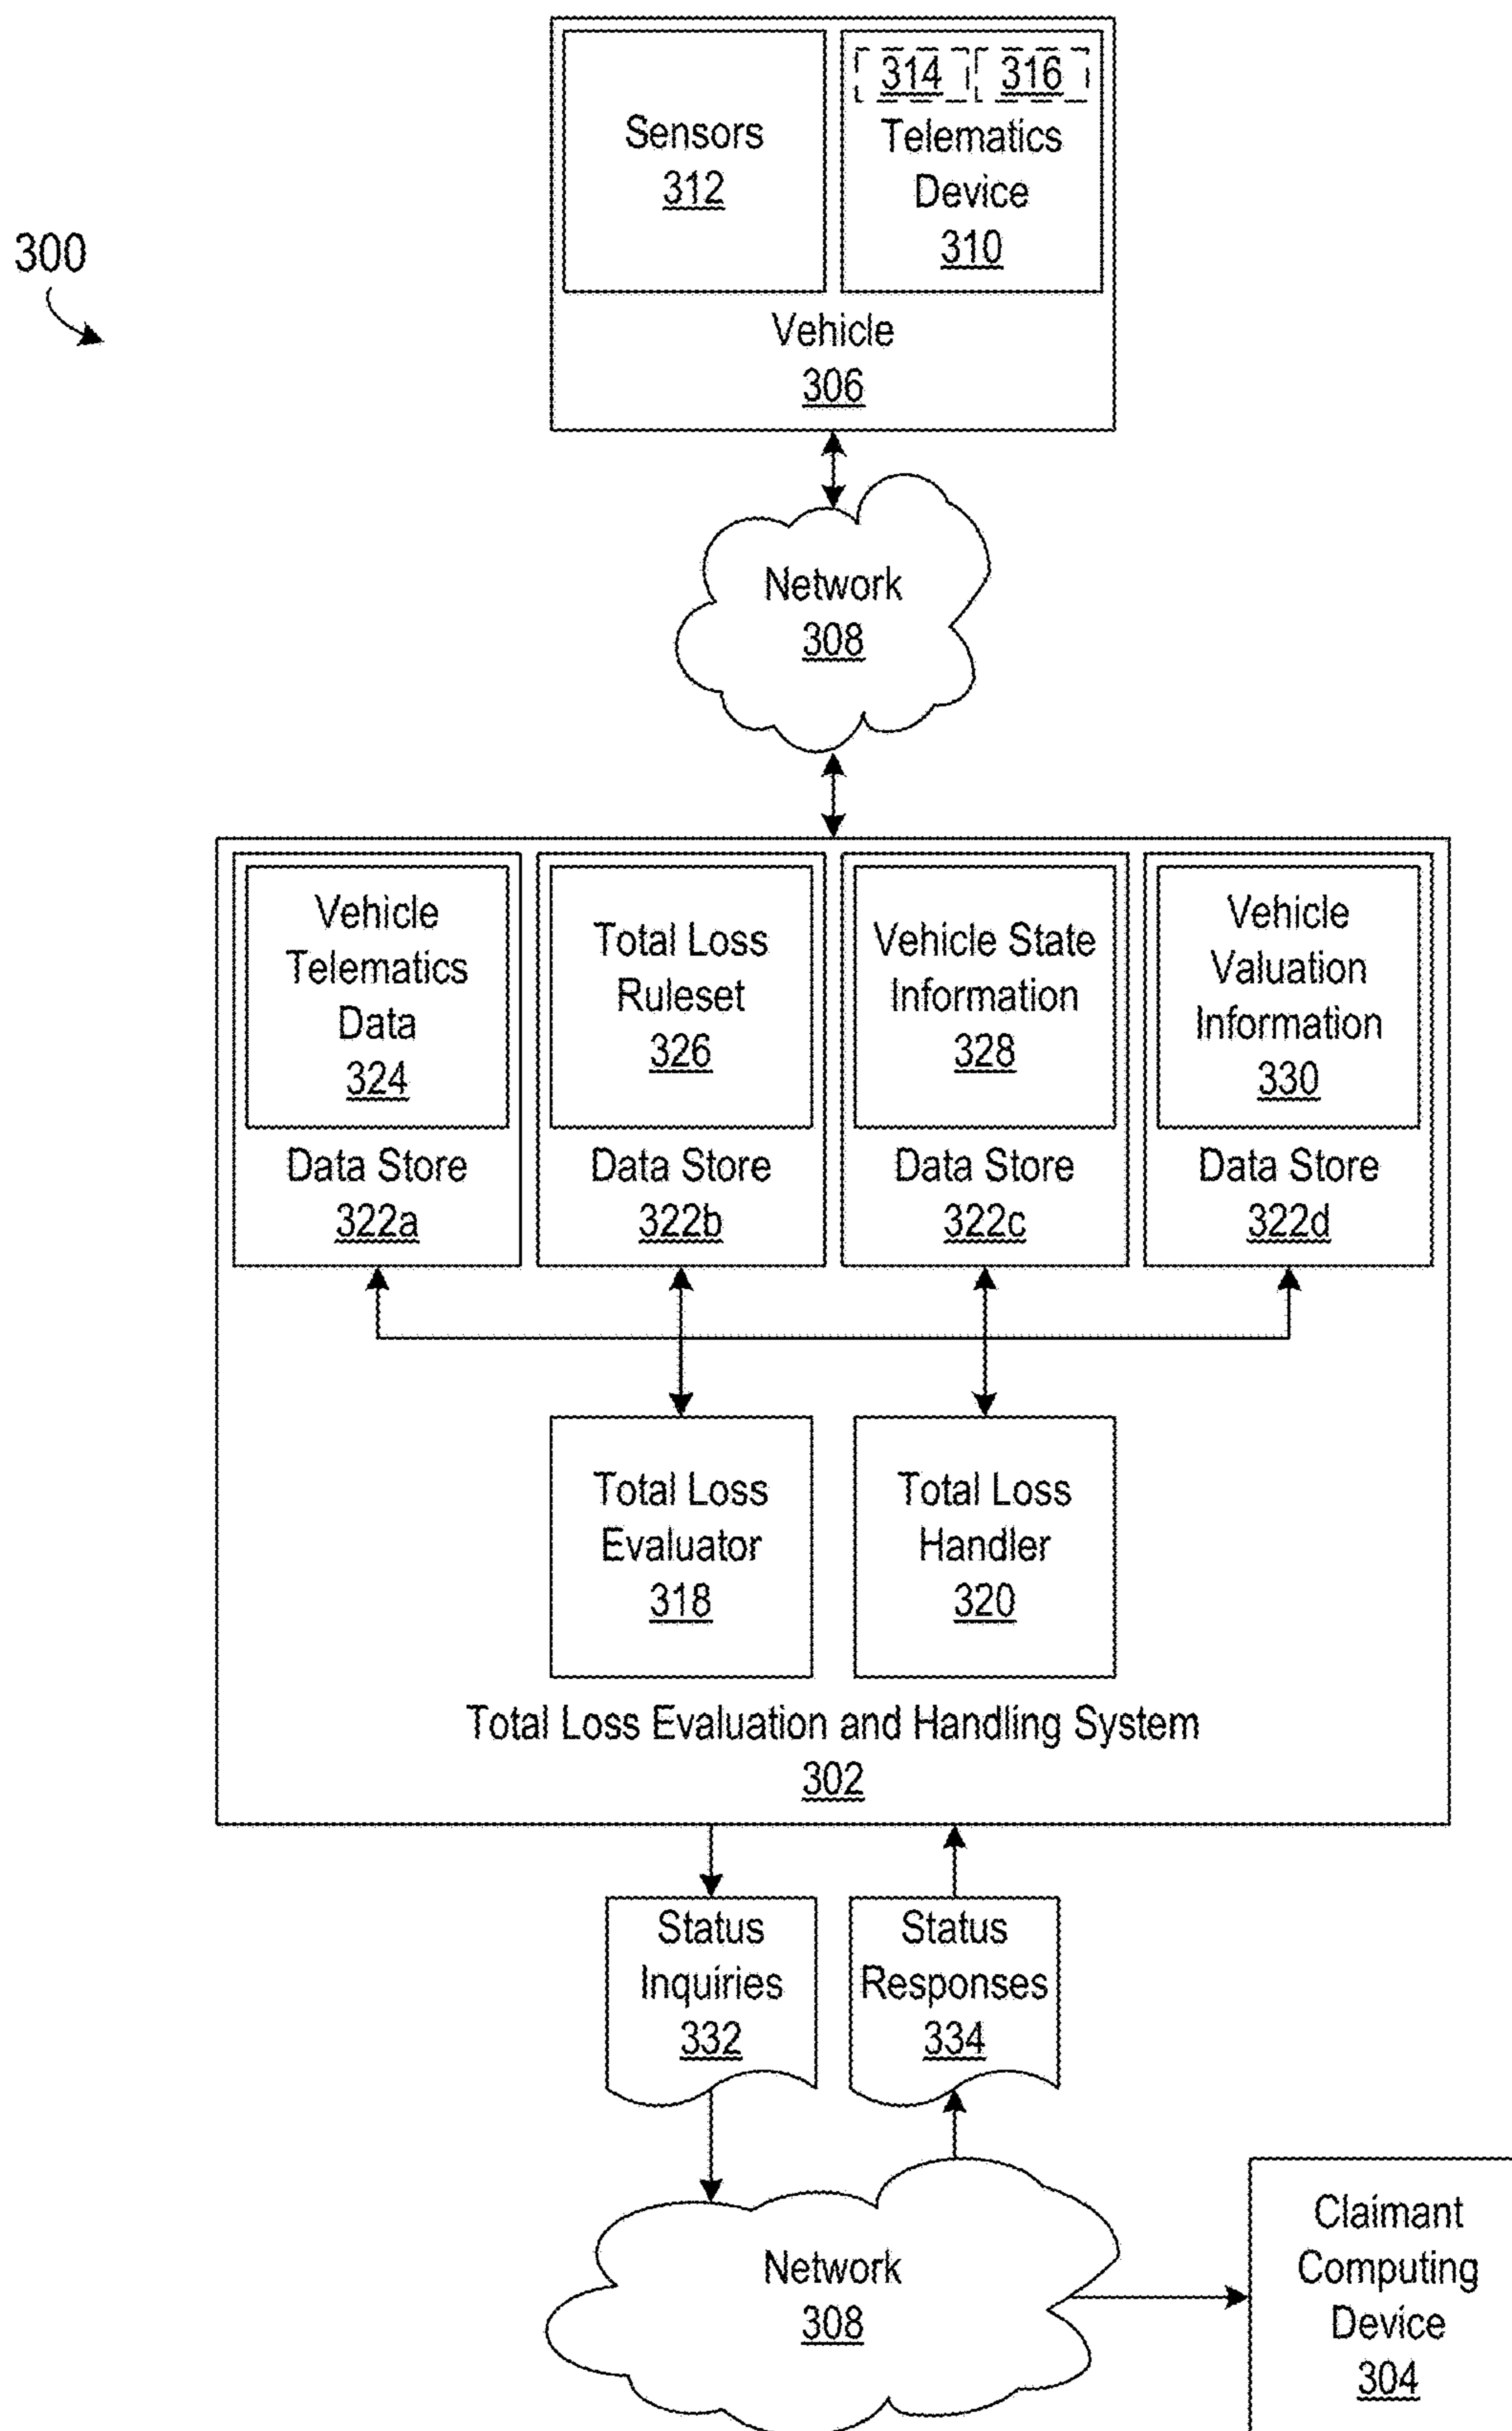 300
Sensors
312
314
316
Telematics
Device
310
Vehicle
306
Network
308
Vehicle
Telematics
Data
324
Data Store
322a
Total Loss
Ruleset
326
Data Store
322b
Vehicle State
Information
328
Data Store
322c
Vehicle
Valuation
Information
330
Data Store
322d
Total Loss
Evaluator
318
Total Loss
Handler
320
Total Loss Evaluation and Handling System
302
Status
Inquiries
332
Status
Responses
334
Network
308
Claimant
Computing
Device
304